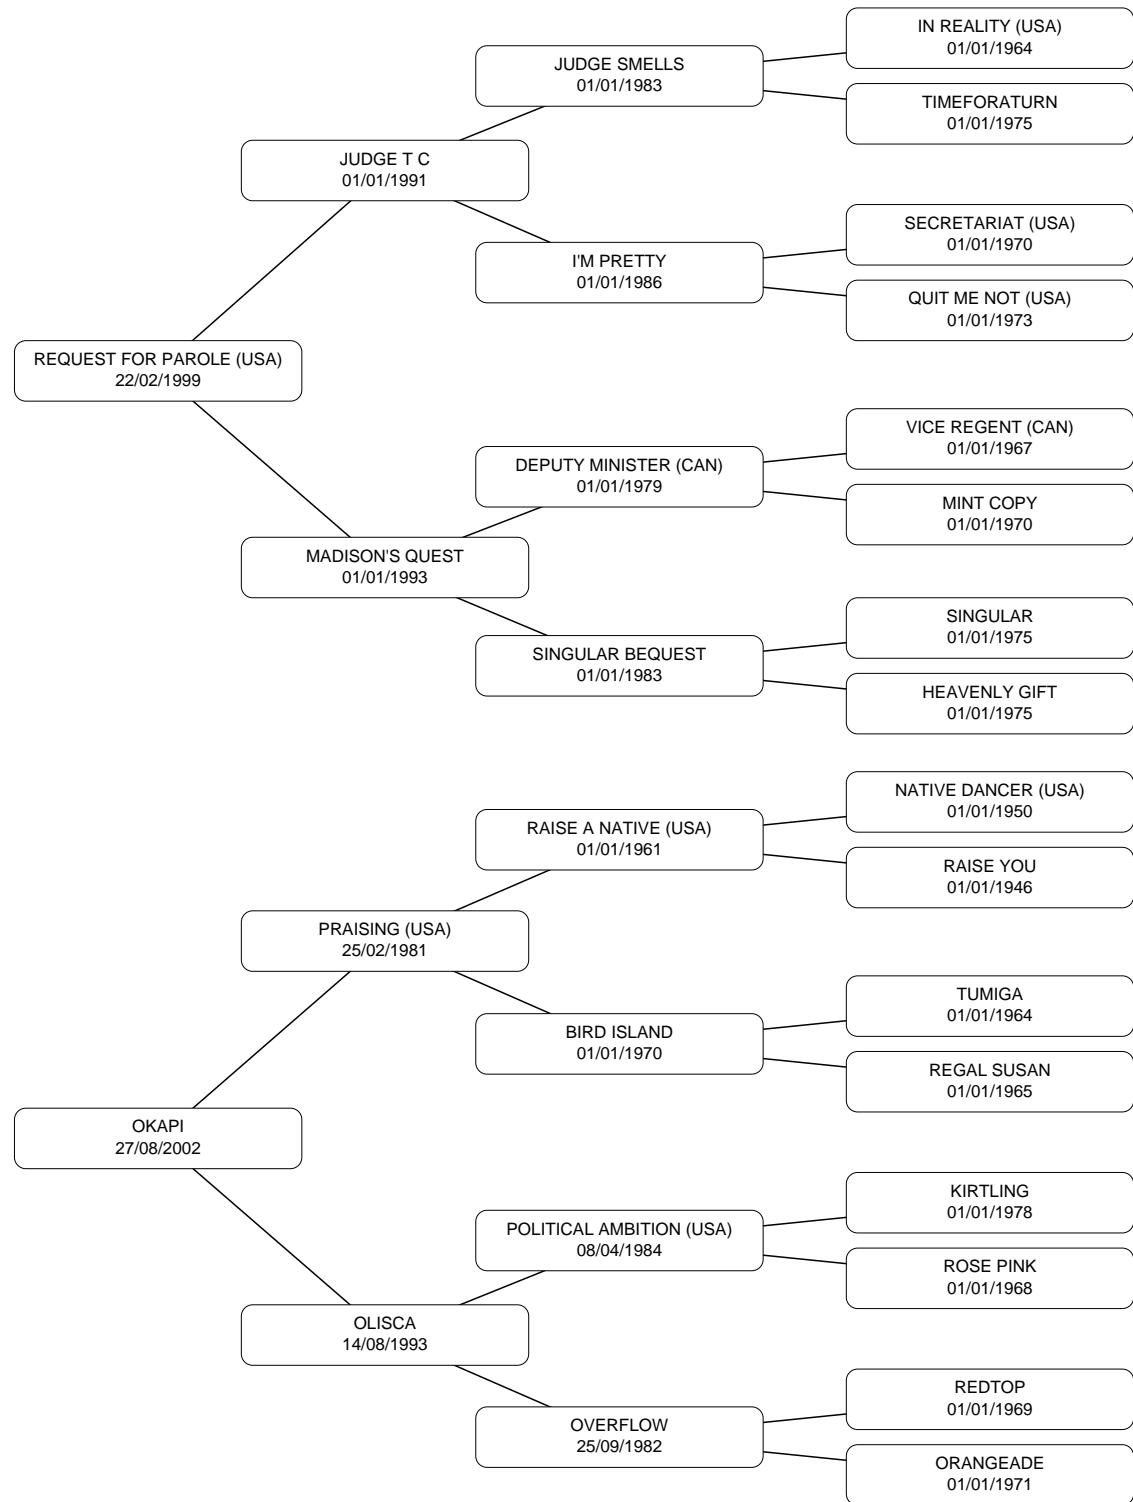 IN REALITY (USA)
01/01/1964
JUDGE SMELLS
01/01/1983
TIMEFORATURN
01/01/1975
JUDGE T C
01/01/1991
SECRETARIAT (USA)
01/01/1970
I'M PRETTY
01/01/1986
QUIT ME NOT (USA)
01/01/1973
REQUEST FOR PAROLE (USA)
22/02/1999
VICE REGENT (CAN)
01/01/1967
DEPUTY MINISTER (CAN)
01/01/1979
MINT COPY
01/01/1970
MADISON'S QUEST
01/01/1993
SINGULAR
01/01/1975
SINGULAR BEQUEST
01/01/1983
HEAVENLY GIFT
01/01/1975
NATIVE DANCER (USA)
01/01/1950
RAISE A NATIVE (USA)
01/01/1961
RAISE YOU
01/01/1946
PRAISING (USA)
25/02/1981
TUMIGA
01/01/1964
BIRD ISLAND
01/01/1970
REGAL SUSAN
01/01/1965
OKAPI
27/08/2002
KIRTLING
01/01/1978
POLITICAL AMBITION (USA)
08/04/1984
ROSE PINK
01/01/1968
OLISCA
14/08/1993
REDTOP
01/01/1969
OVERFLOW
25/09/1982
ORANGEADE
01/01/1971